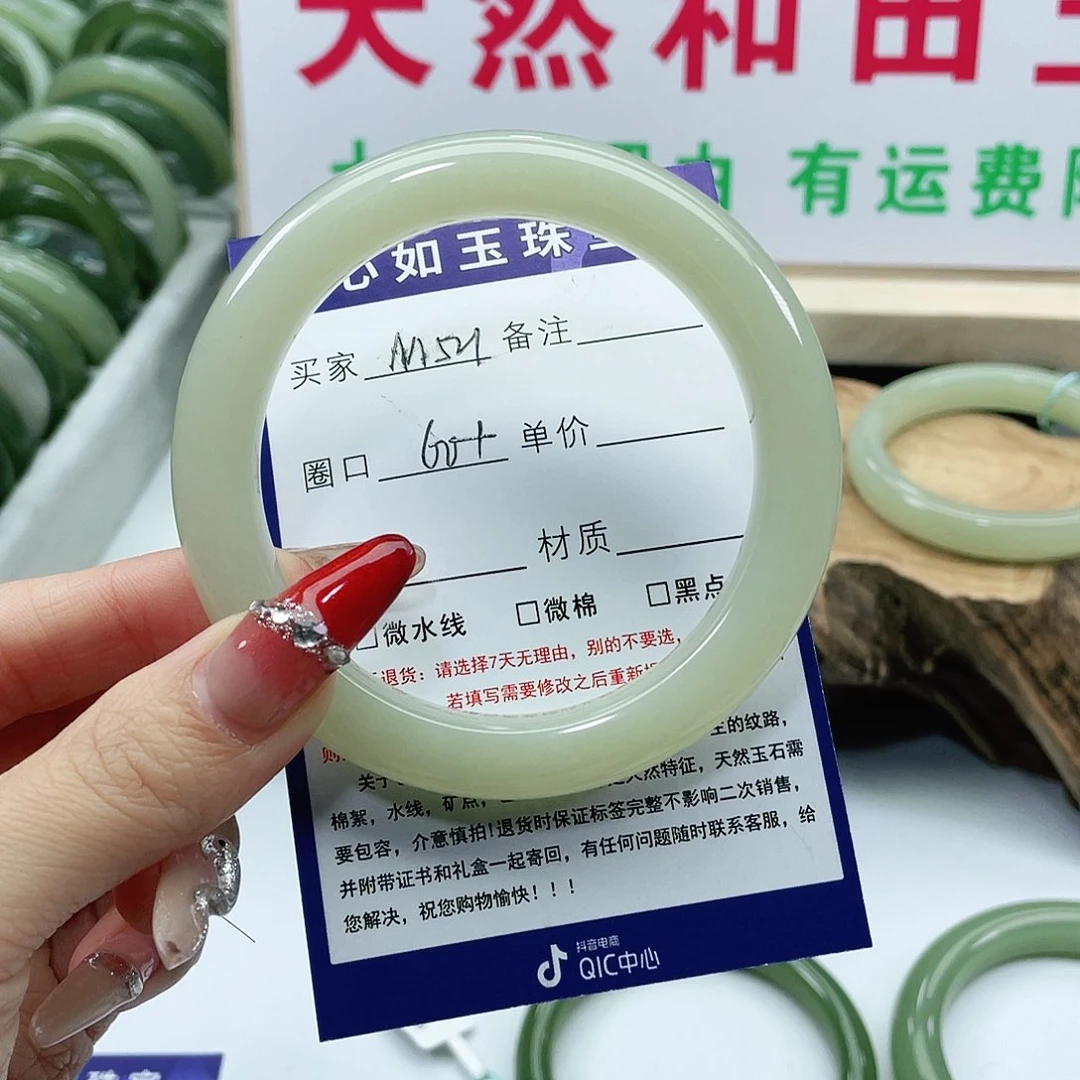 天然和田
由 有运费
心如玉珠
买家 M521 备注
圈口 60+ 单价
材质
□微水线 □微棉 □黑点
退货：请选择7天无理由，别的不要选，
若填写需要修改之后重新
生的纹路，
关于 天然特征，天然玉石需
棉絮，水线，矿点，
要包容，介意慎拍!退货时保证标签完整不影响二次销售，
并附带证书和礼盒一起寄回，有任何问题随时联系客服，给
您解决，祝您购物愉快！！！
抖音电商
QIC中心